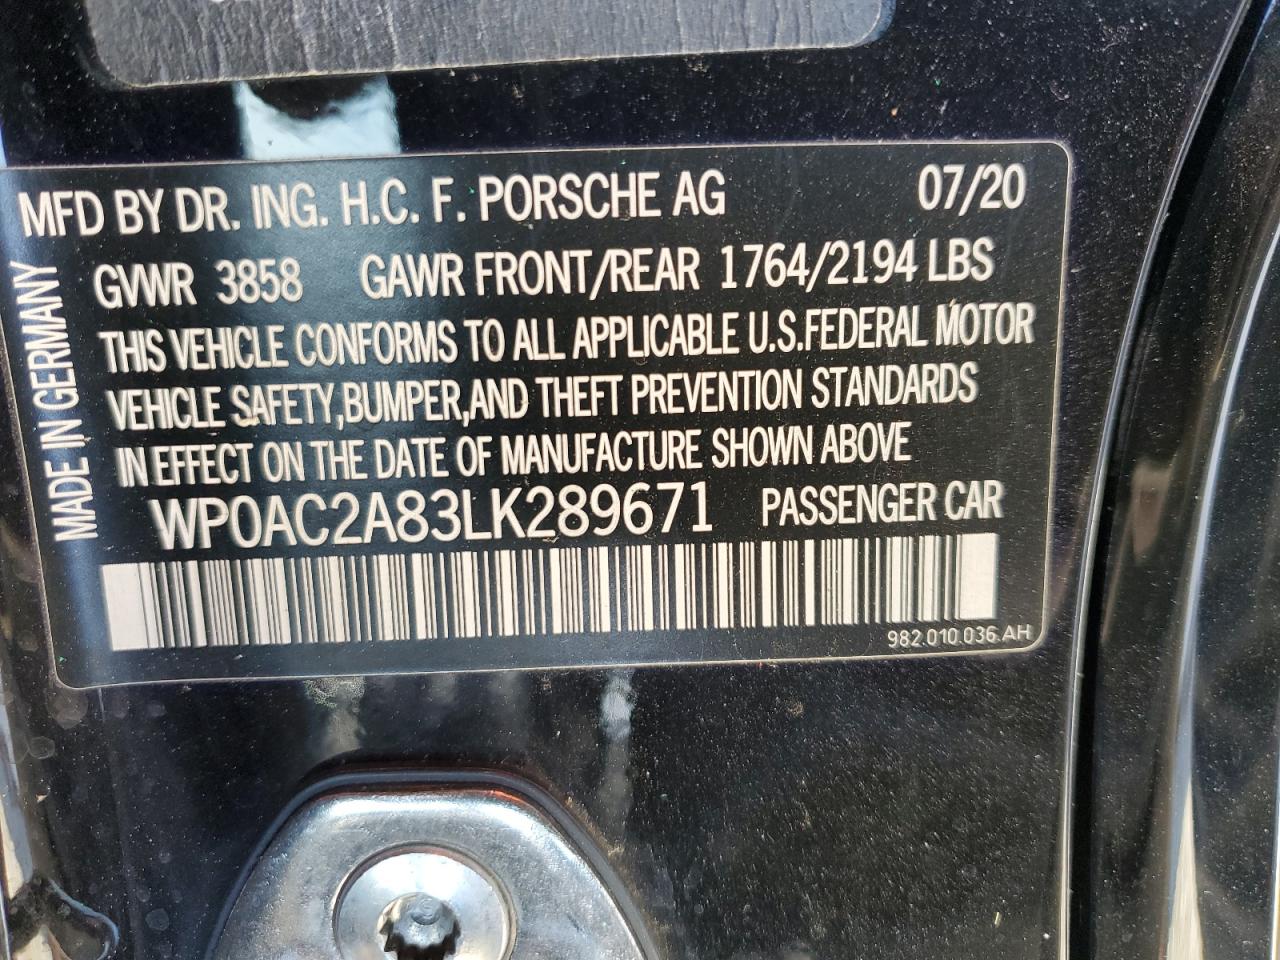 MFD BY DR. ING. H.C. F. PORSCHE AG 07/20
GVWR 3858 GAWR FRONT/REAR 1764/2194 LBS
THIS VEHICLE CONFORMS TO ALL APPLICABLE U.S.FEDERAL MOTOR
VEHICLE SAFETY,BUMPER,AND THEFT PREVENTION STANDARDS
IN EFFECT ON THE DATE OF MANUFACTURE SHOWN ABOVE
WP0AC2A83LK289671 PASSENGER CAR
982.010.036.AH
MADE IN GERMANY